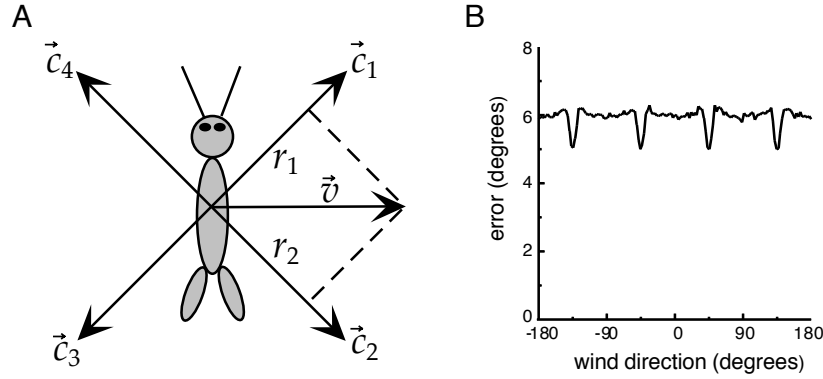 A
c⃗4
c⃗1
r1
v⃗
r2
c⃗3
c⃗2
B
error (degrees)
8
6
4
2
0
-180 -90 0 90 180
wind direction (degrees)